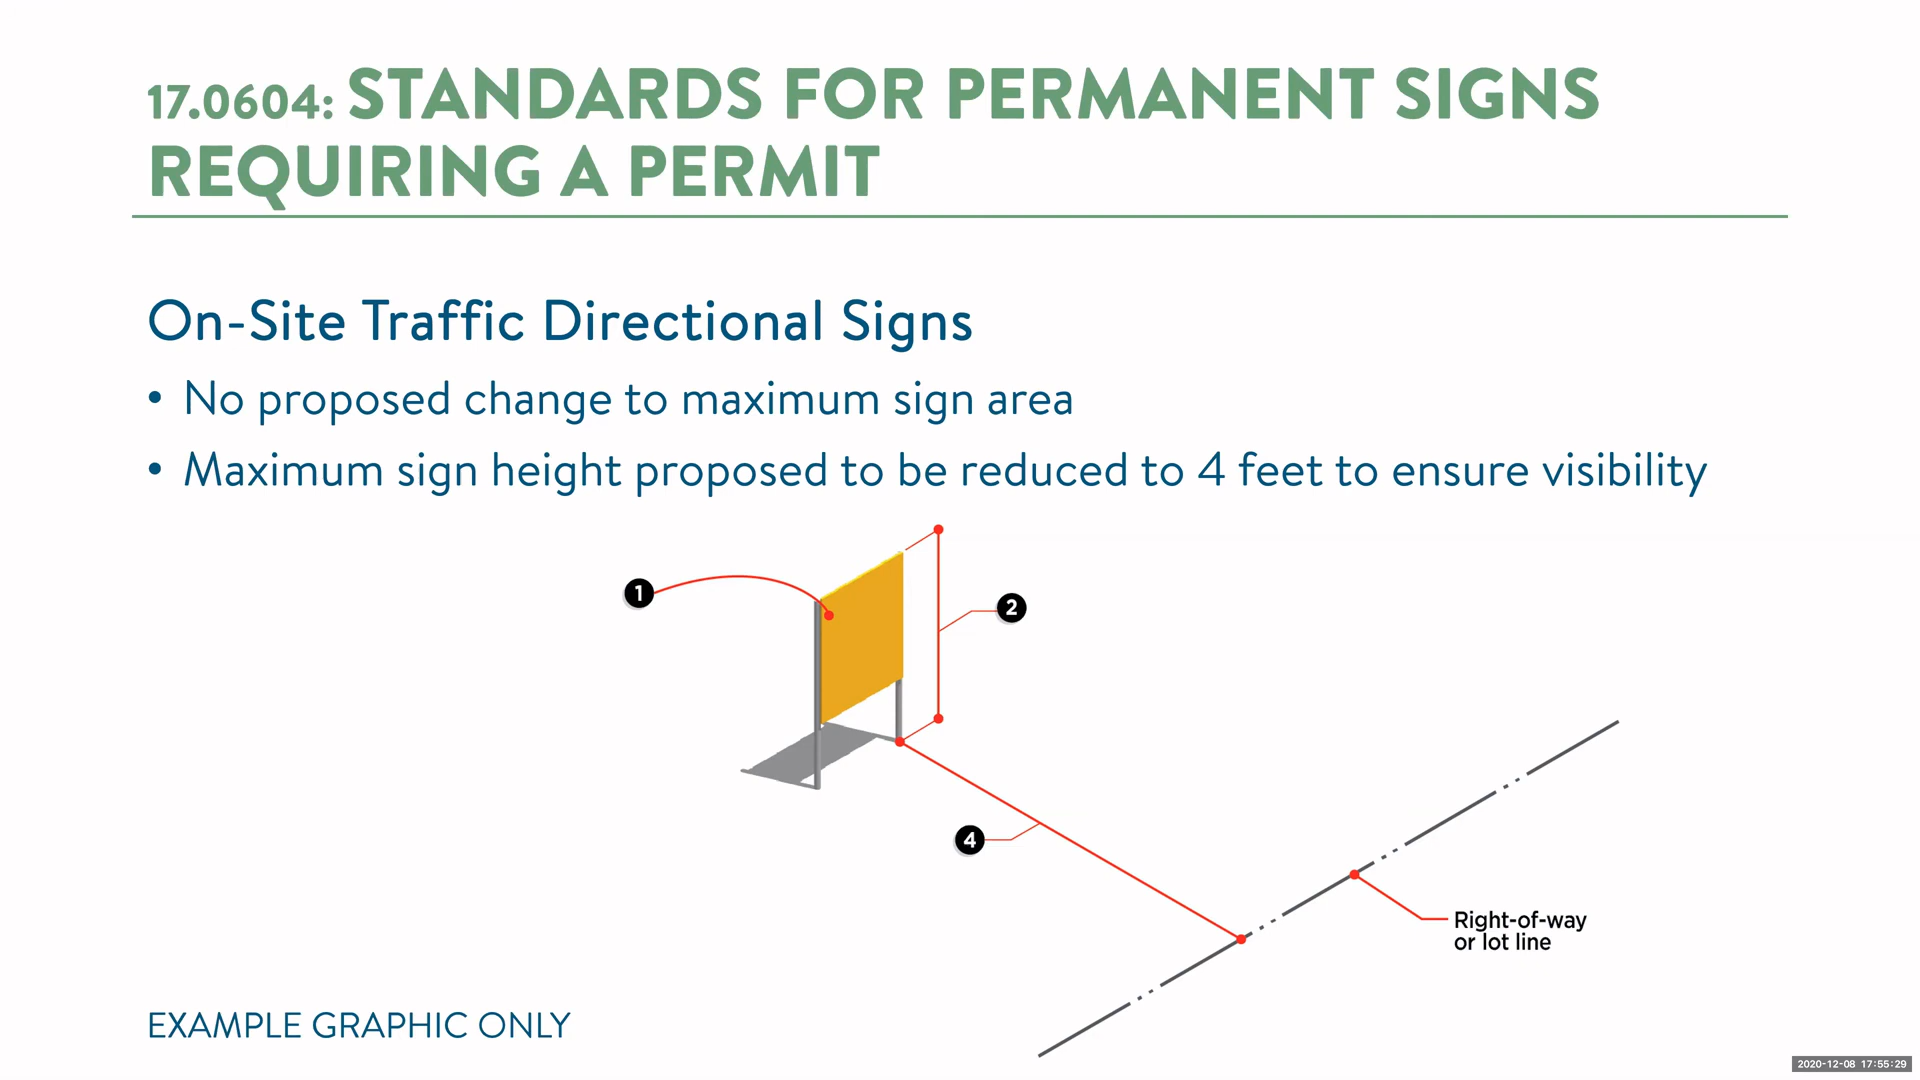 17.0604: STANDARDS FOR PERMANENT SIGNS
REQUIRING A PERMIT
On-Site Traffic Directional Signs
• No proposed change to maximum sign area
• Maximum sign height proposed to be reduced to 4 feet to ensure visibility
1
2
4
Right-of-way
or lot line
EXAMPLE GRAPHIC ONLY
2020-12-08 17:55:29